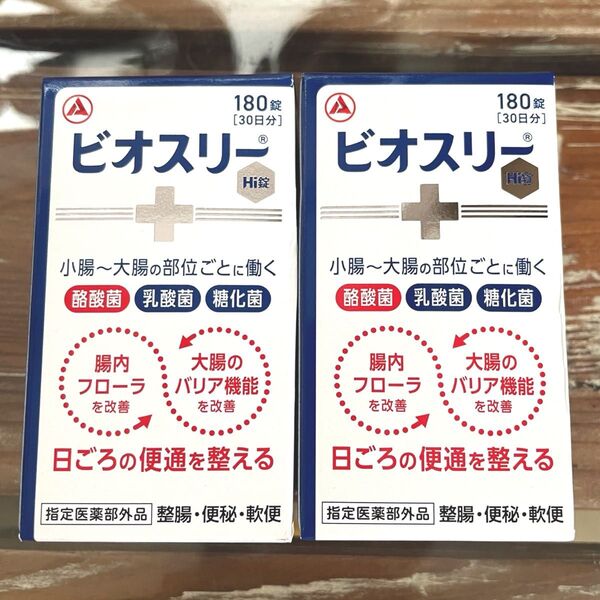 180錠
[30日分]
ビオスリー®
Hi錠
小腸～大腸の部位ごとに働く
酪酸菌 乳酸菌 糖化菌
腸内
フローラ
を改善
大腸の
バリア機能
を改善
日ごろの便通を整える
指定医薬部外品 整腸・便秘・軟便
180錠
[30日分]
ビオスリー®
Hi錠
小腸～大腸の部位ごとに働く
酪酸菌 乳酸菌 糖化菌
腸内
フローラ
を改善
大腸の
バリア機能
を改善
日ごろの便通を整える
指定医薬部外品 整腸・便秘・軟便